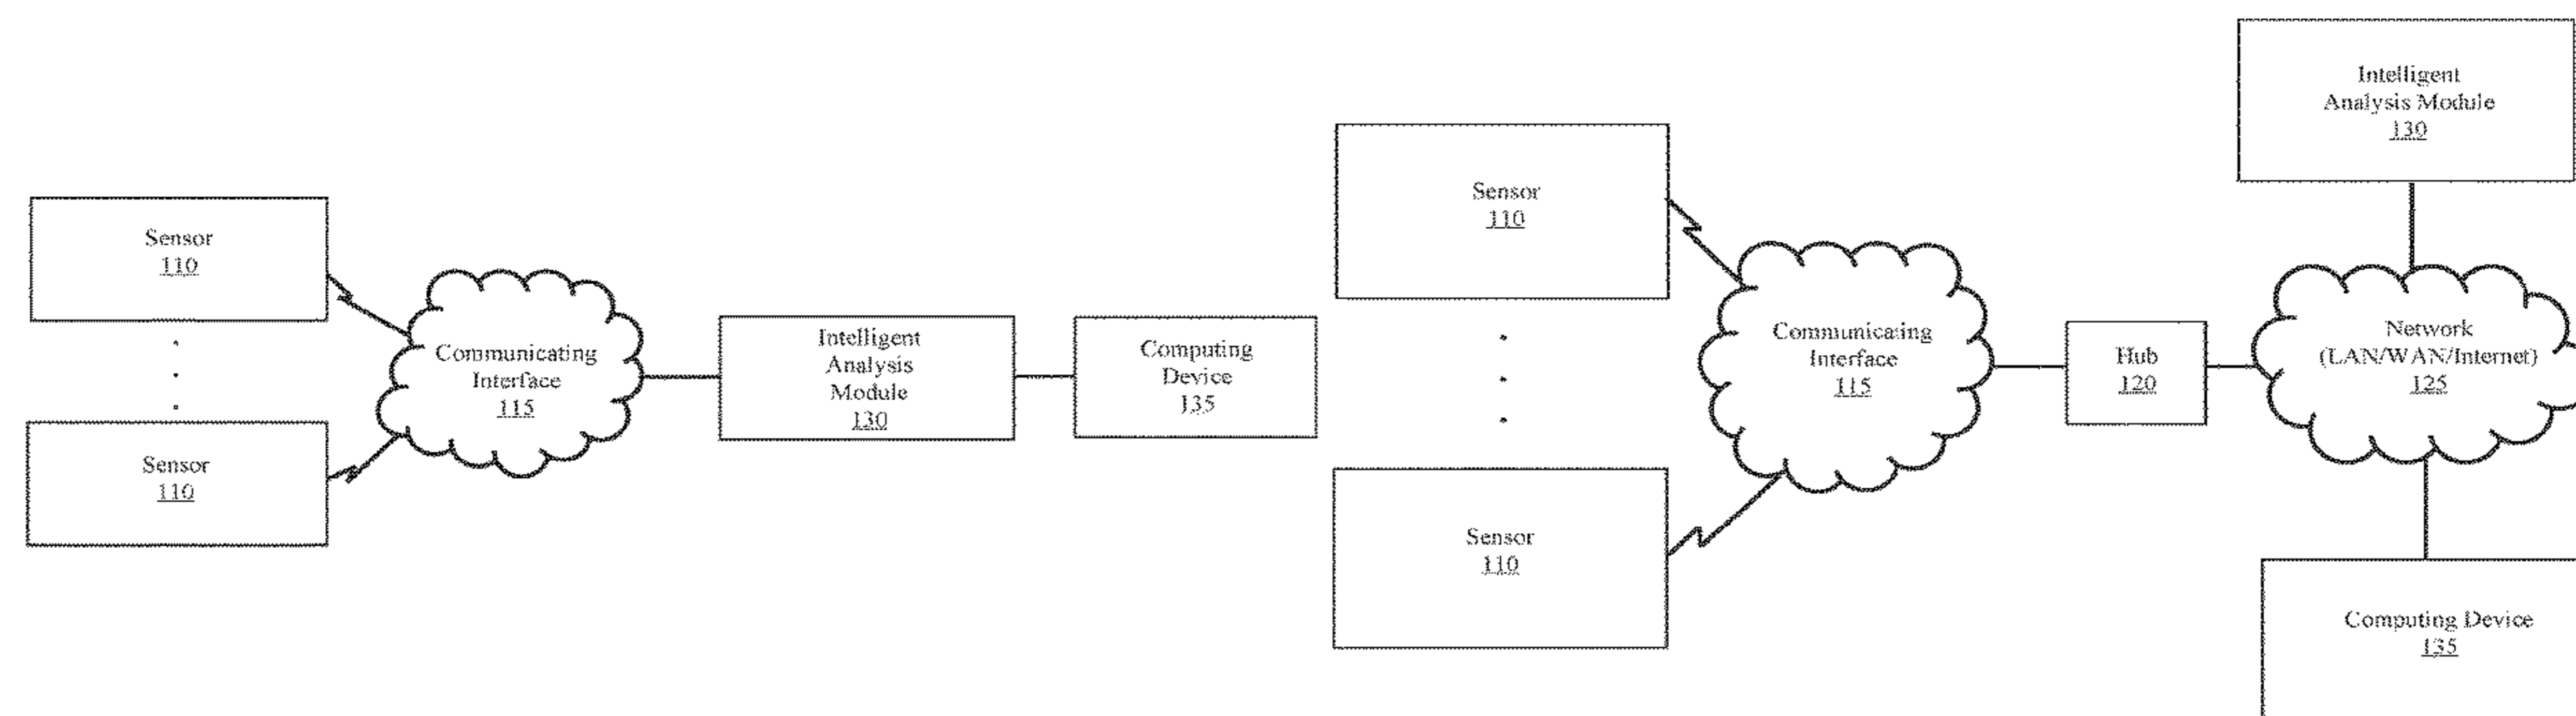 Sensor
110
Sensor
110
Communicating
Interface
115
Intelligent
Analysis
Module
130
Computing
Device
135
Sensor
110
Sensor
110
Communicating
Interface
115
Hub
120
Intelligent
Analysis Module
130
Network
(LAN/WAN/Internet)
125
Computing Device
135